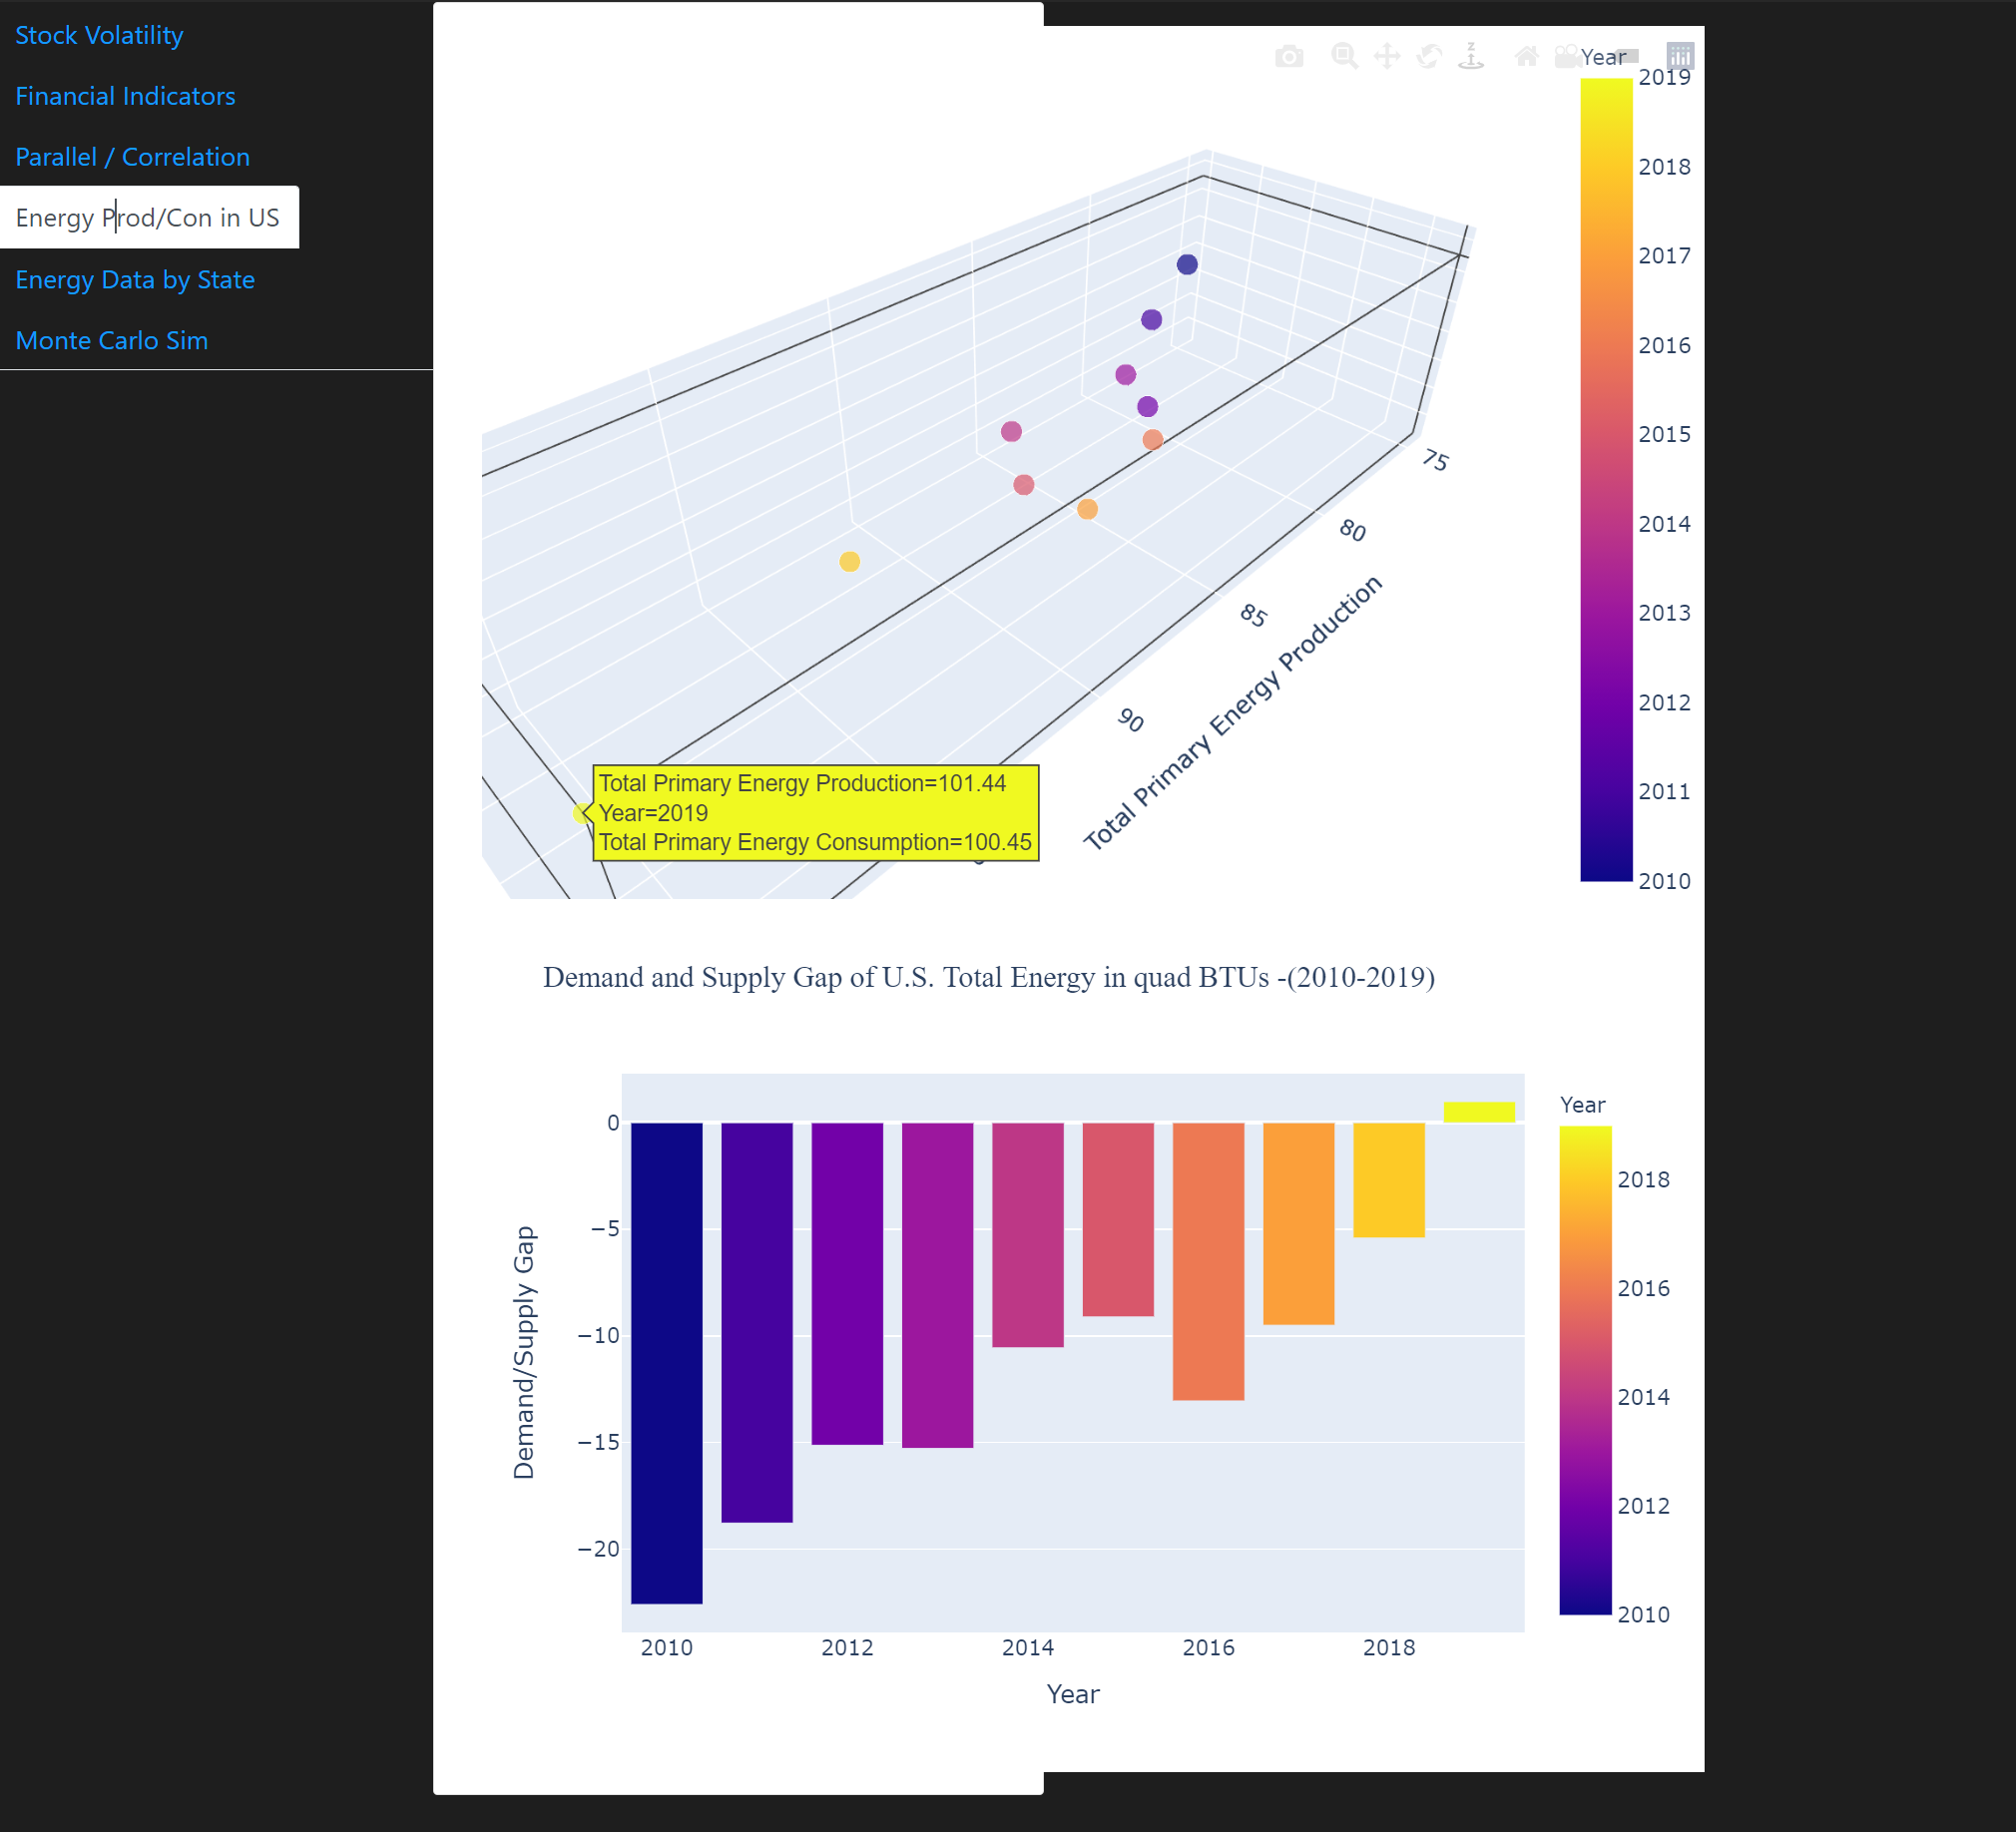 Stock Volatility
Financial Indicators
Parallel / Correlation
Energy Prod/Con in US
Energy Data by State
Monte Carlo Sim
z
Year
2019
2018
2017
2016
2015
2014
2013
2012
2011
2010
75
80
85
90
Total Primary Energy Production
Total Primary Energy Production=101.44
Year=2019
Total Primary Energy Consumption=100.45
Demand and Supply Gap of U.S. Total Energy in quad BTUs -(2010-2019)
Demand/Supply Gap
0
−5
−10
−15
−20
2010 2012 2014 2016 2018
Year
Year
2018
2016
2014
2012
2010